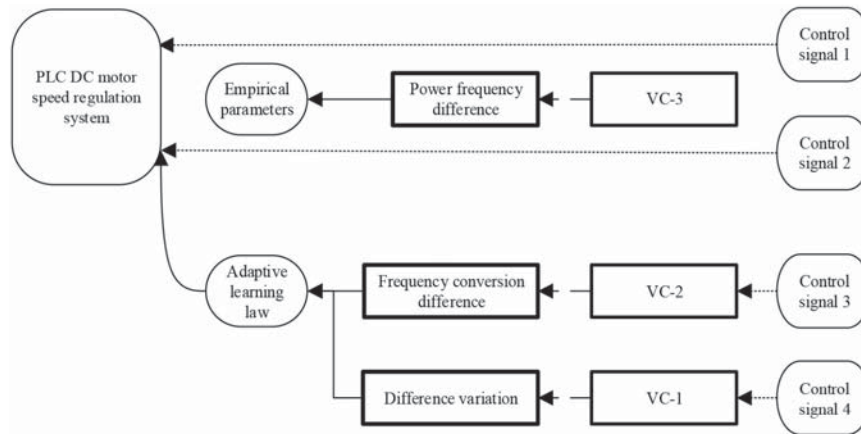 PLC DC motor
speed regulation
system
Control
signal 1
Empirical
parameters
Power frequency
difference
VC-3
Control
signal 2
Adaptive
learning
law
Frequency conversion
difference
VC-2
Control
signal 3
Difference variation
VC-1
Control
signal 4